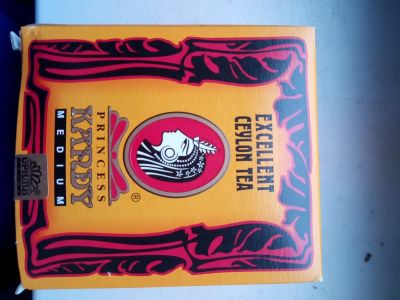 EXCELLENT
CEYLON TEA
®
PRINCESS
KANDY
MEDIUM